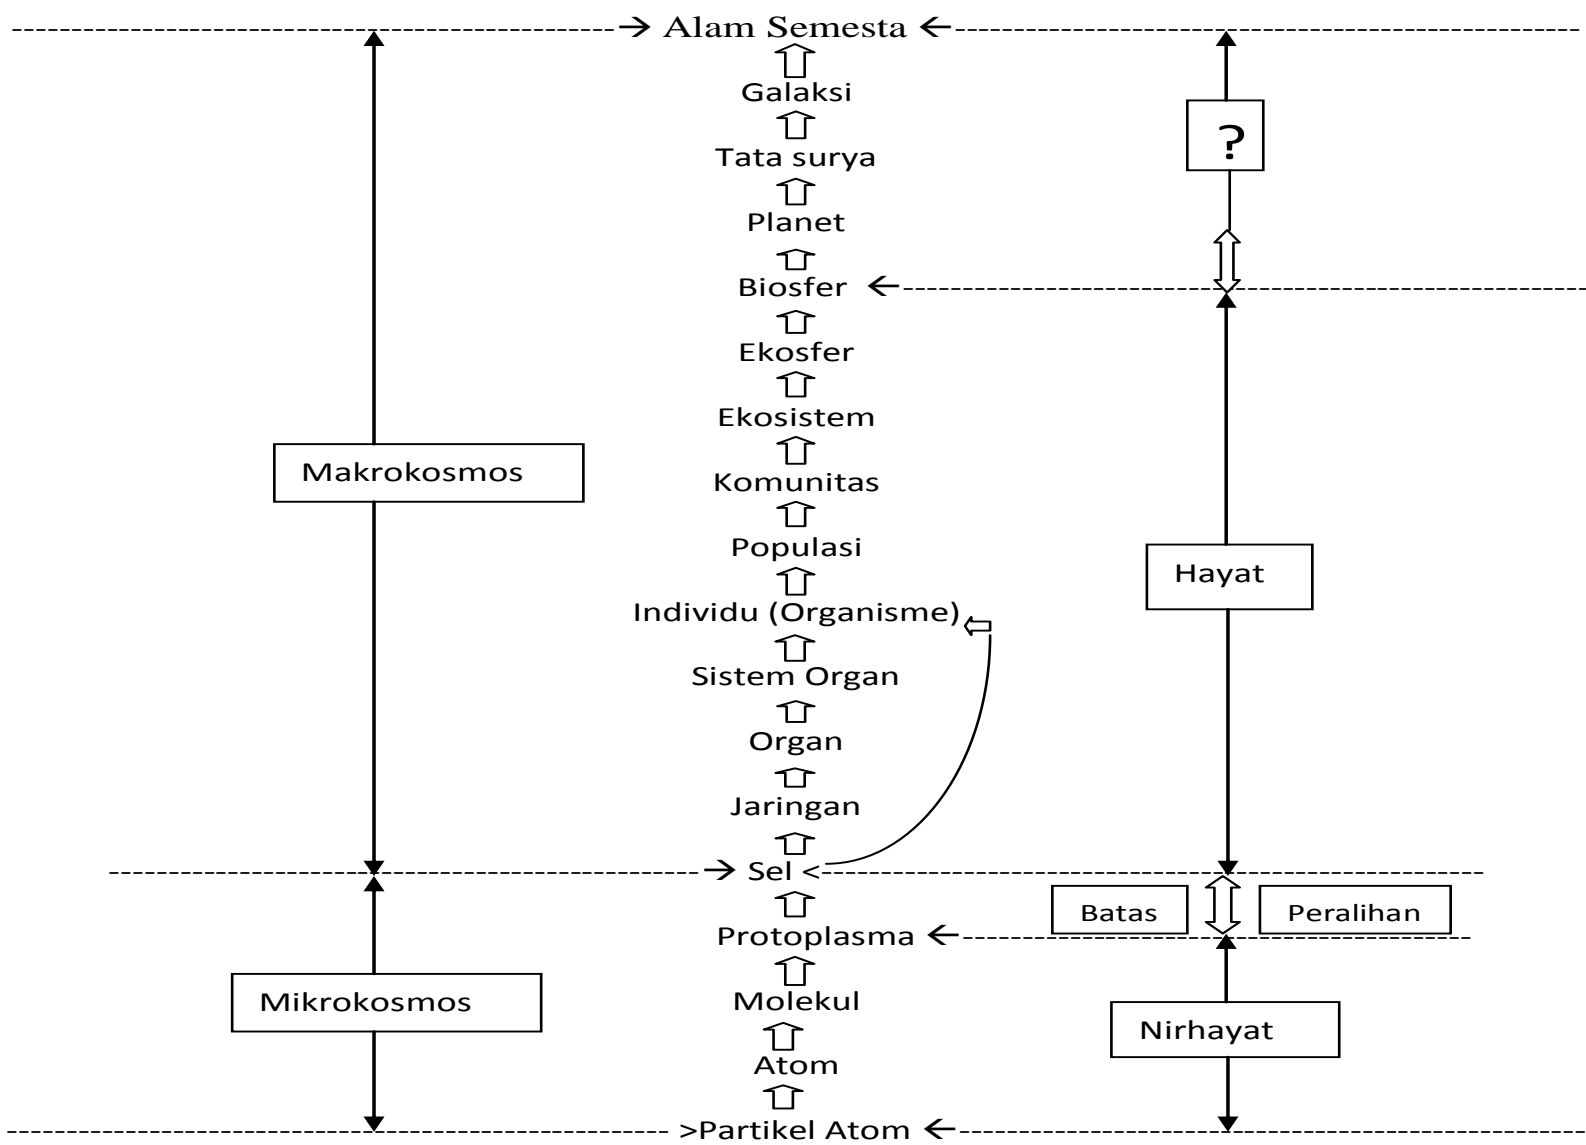 Alam Semesta
Galaksi
?
Tata surya
Planet
Biosfer
Ekosfer
Ekosistem
Makrokosmos
Komunitas
Populasi
Hayat
Individu (Organisme)
Sistem Organ
Organ
Jaringan
Sel <
Batas
Peralihan
Protoplasma
Molekul
Mikrokosmos
Nirhayat
Atom
>Partikel Atom